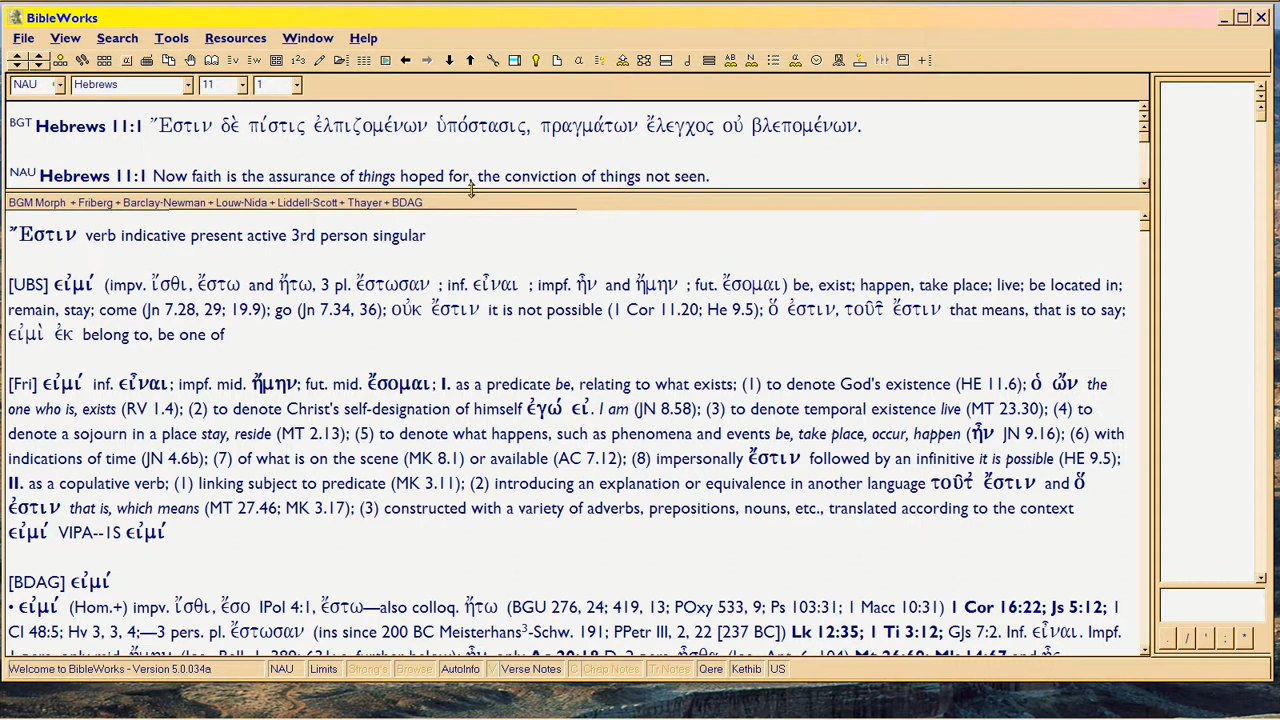 BibleWorks
File View Search Tools Resources Window Help
NAU Hebrews 11 1
BGT Hebrews 11:1 Ἔστιν δὲ πίστις ἐλπιζομένων ὑπόστασις, πραγμάτων ἔλεγχος οὐ βλεπομένων.
NAU Hebrews 11:1 Now faith is the assurance of things hoped for, the conviction of things not seen.
BGM Morph + Friberg + Barclay-Newman + Louw-Nida + Liddell-Scott + Thayer + BDAG
Ἔστιν verb indicative present active 3rd person singular
[UBS] εἰμί (impv. ἴσθι, ἔστω and ἤτω, 3 pl. ἔστωσαν ; inf. εἶναι ; impf. ἦν and ἤμην ; fut. ἔσομαι) be, exist; happen, take place; live; be located in;
remain, stay; come (Jn 7.28, 29; 19.9); go (Jn 7.34, 36); οὐκ ἔστιν it is not possible (1 Cor 11.20; He 9.5); ὅ ἐστιν, τοῦτ̓ ἔστιν that means, that is to say;
εἰμὶ ἐκ belong to, be one of
[Fri] εἰμί inf. εἶναι; impf. mid. ἤμην; fut. mid. ἔσομαι; I. as a predicate be, relating to what exists; (1) to denote God's existence (HE 11.6); ὁ ὤν the
one who is, exists (RV 1.4); (2) to denote Christ's self-designation of himself ἐγώ εἰ. I am (JN 8.58); (3) to denote temporal existence live (MT 23.30); (4) to
denote a sojourn in a place stay, reside (MT 2.13); (5) to denote what happens, such as phenomena and events be, take place, occur, happen (ἦν JN 9.16); (6) with
indications of time (JN 4.6b); (7) of what is on the scene (MK 8.1) or available (AC 7.12); (8) impersonally ἔστιν followed by an infinitive it is possible (HE 9.5);
II. as a copulative verb; (1) linking subject to predicate (MK 3.11); (2) introducing an explanation or equivalence in another language τοῦτ̓ ἔστιν and ὅ
ἐστιν that is, which means (MT 27.46; MK 3.17); (3) constructed with a variety of adverbs, prepositions, nouns, etc., translated according to the context
εἰμί VIPA--1S εἰμί
[BDAG] εἰμί
• εἰμί (Hom.+) impv. ἴσθι, ἔσο IPol 4:1, ἔστω—also colloq. ἤτω (BGU 276, 24; 419, 13; POxy 533, 9; Ps 103:31; 1 Macc 10:31) 1 Cor 16:22; Js 5:12; 1
Cl 48:5; Hv 3, 3, 4;—3 pers. pl. ἔστωσαν (ins since 200 BC Meisterhans3-Schw. 191; PPetr III, 2, 22 [237 BC]) Lk 12:35; 1 Ti 3:12; GJs 7:2. Inf. εἶναι. Impf.
Welcome to BibleWorks - Version 5.0.034a NAU Limits Strong's Browse AutoInfo V Verse Notes C Chap Notes Tr Notes Qere Kethib US